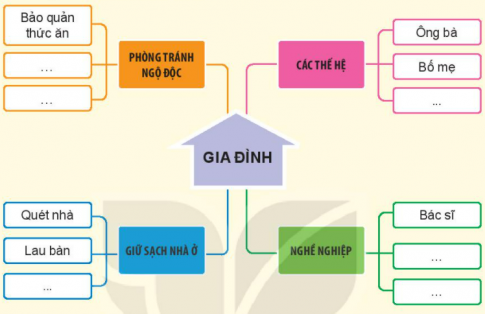 Bảo quản
thức ăn
...
...
PHÒNG TRÁNH
NGỘ ĐỘC
CÁC THẾ HỆ
Ông bà
Bố mẹ
...
GIA ĐÌNH
Quét nhà
Lau bàn
...
GIỮ SẠCH NHÀ Ở
NGHỀ NGHIỆP
Bác sĩ
...
...